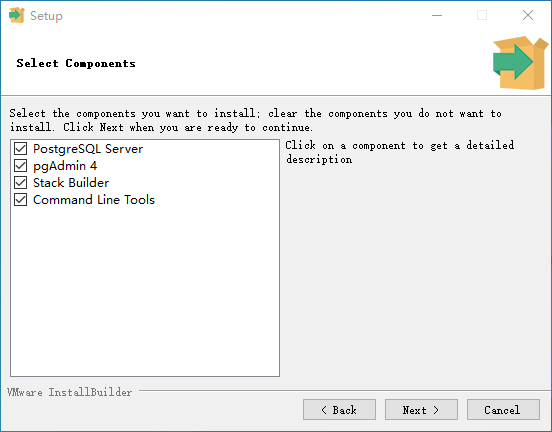 Setup
Select Components
Select the components you want to install; clear the components you do not want to
install. Click Next when you are ready to continue.
PostgreSQL Server
pgAdmin 4
Stack Builder
Command Line Tools
Click on a component to get a detailed
description
VMware InstallBuilder
< Back
Next >
Cancel